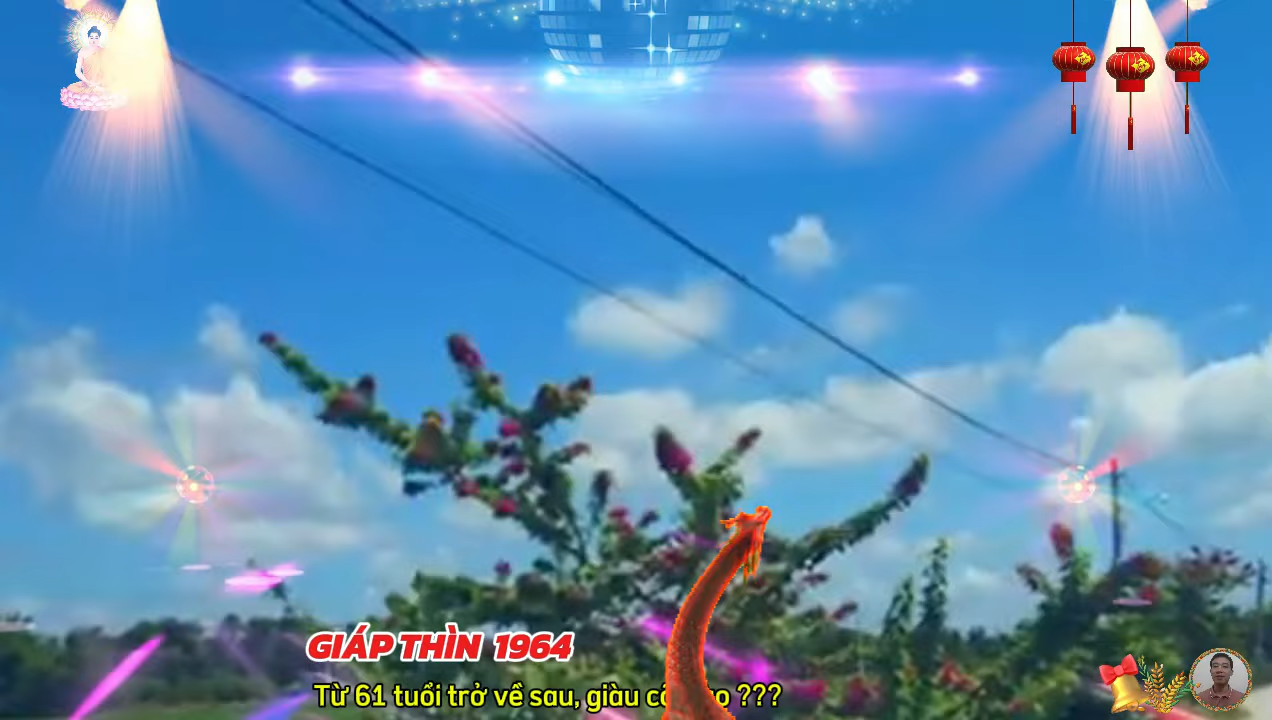 GIÁP THÌN 1964
Từ 61 tuổi trở về sau, giàu ???